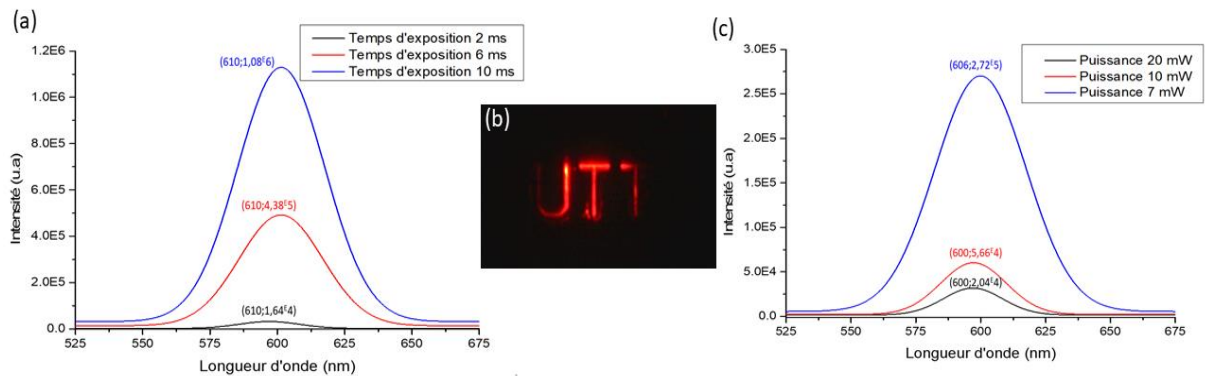 (a)
Temps d'exposition 2 ms
Temps d'exposition 6 ms
Temps d'exposition 10 ms
(610;1,08E6)
(610;4,38E5)
(610;1,64E4)
1.2E6
1.0E6
8.0E5
6.0E5
4.0E5
2.0E5
0.0
525 550 575 600 625 650 675
Intensité (u.a)
Longueur d'onde (nm)
(b)
UTT
(c)
Puissance 20 mW
Puissance 10 mW
Puissance 7 mW
(606;2,72E5)
(600;5,66E4)
(600;2,04E4)
3.0E5
2.5E5
2.0E5
1.5E5
1.0E5
5.0E4
0.0
525 550 575 600 625 650 675
Intensité (u.a)
Longueur d'onde (nm)